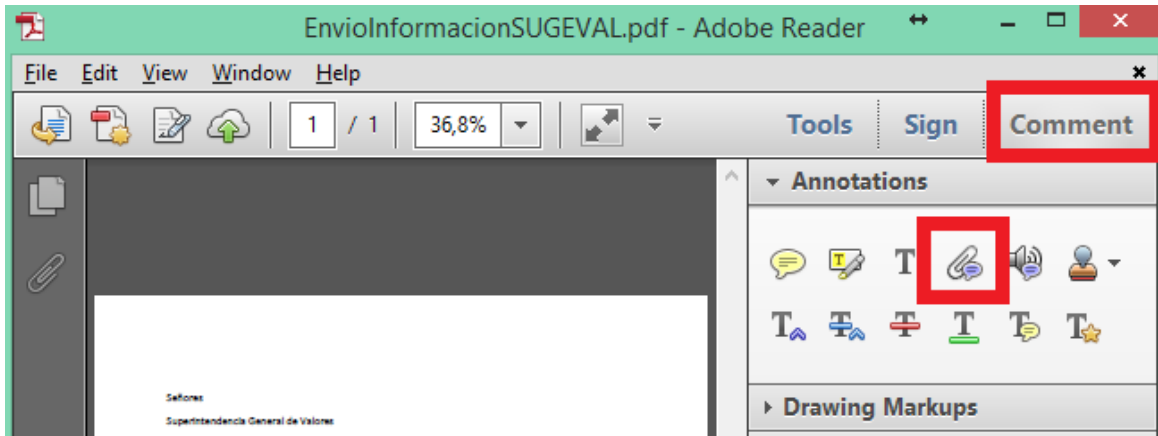 EnvioInformacionSUGEVAL.pdf - Adobe Reader
File Edit View Window Help
1 / 1 36,8% Tools Sign Comment
Annotations
T T
T T T T T T
Drawing Markups
Señores
Superintendencia General de Valores